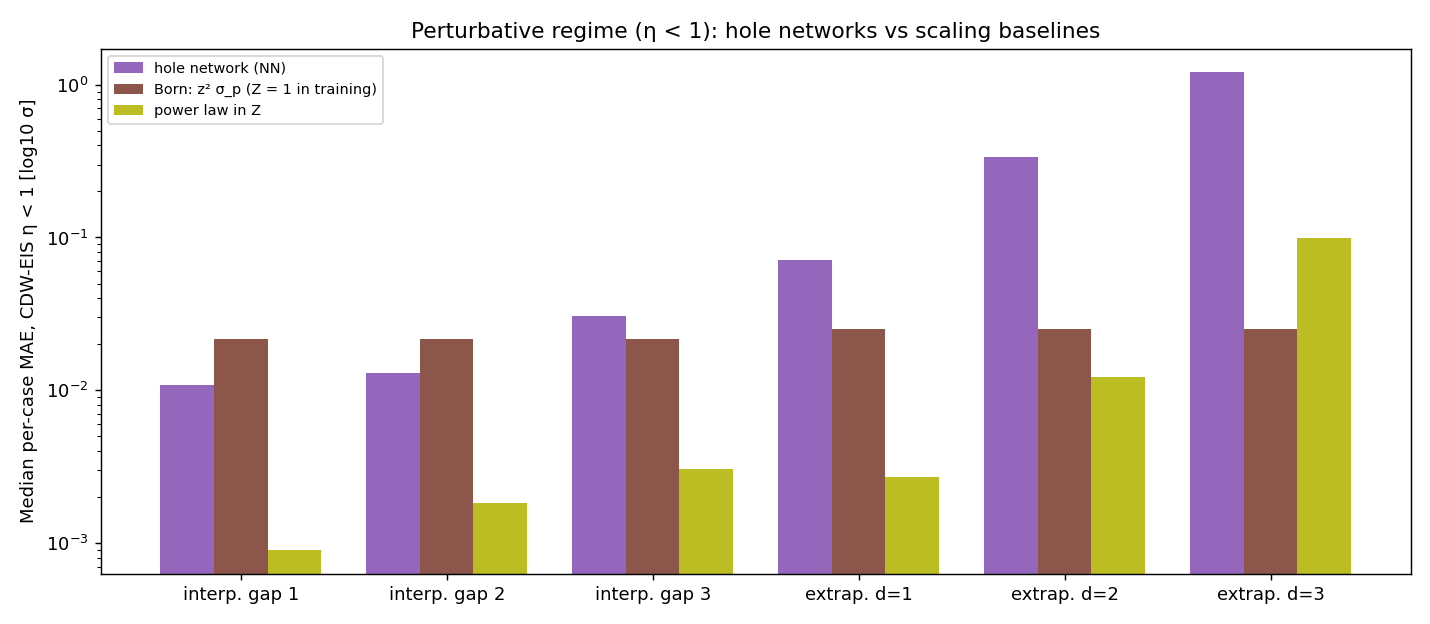 Perturbative regime (η < 1): hole networks vs scaling baselines
hole network (NN)
Born: z² σ_p (Z = 1 in training)
power law in Z
Median per-case MAE, CDW-EIS η < 1 [log10 σ]
10⁰
10⁻¹
10⁻²
10⁻³
interp. gap 1
interp. gap 2
interp. gap 3
extrap. d=1
extrap. d=2
extrap. d=3